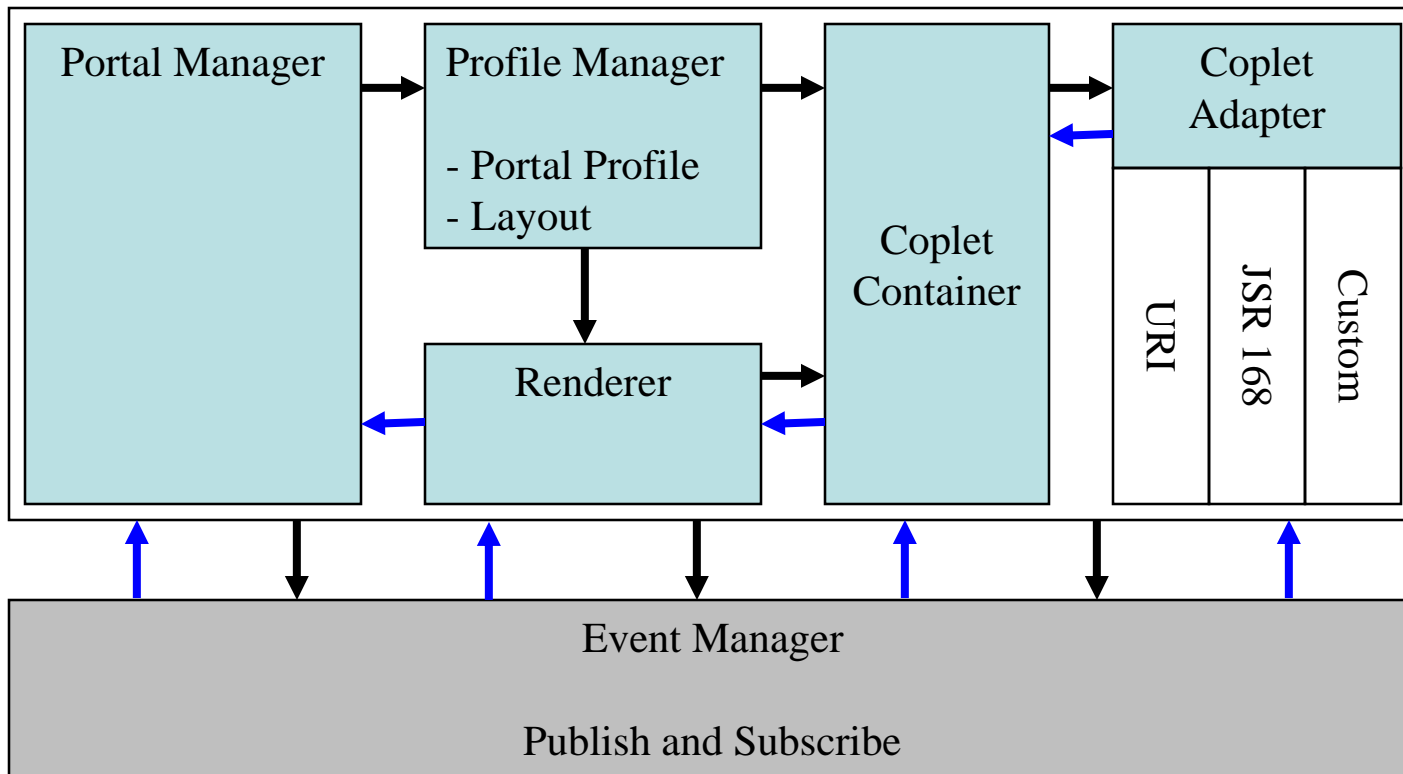 Portal Manager
Profile Manager
- Portal Profile
- Layout
Renderer
Coplet
Container
Coplet
Adapter
URI
JSR 168
Custom
Event Manager
Publish and Subscribe